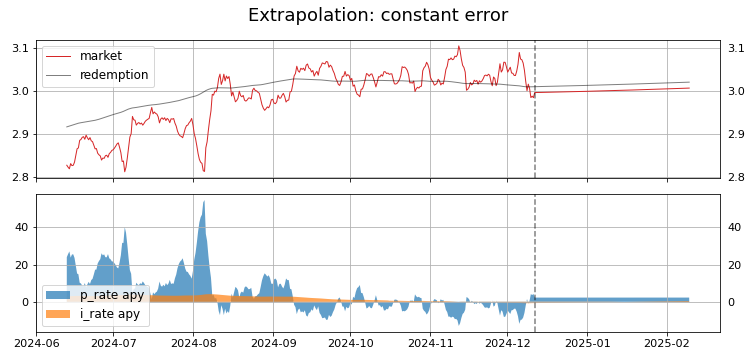 Extrapolation: constant error
3.1 3.1
market
redemption
3.0 3.0
2.9 2.9
2.8 2.8
40 40
20 20
p_rate apy
0 0
i_rate apy
2024-06 2024-07 2024-08 2024-09 2024-10 2024-11 2024-12 2025-01 2025-02